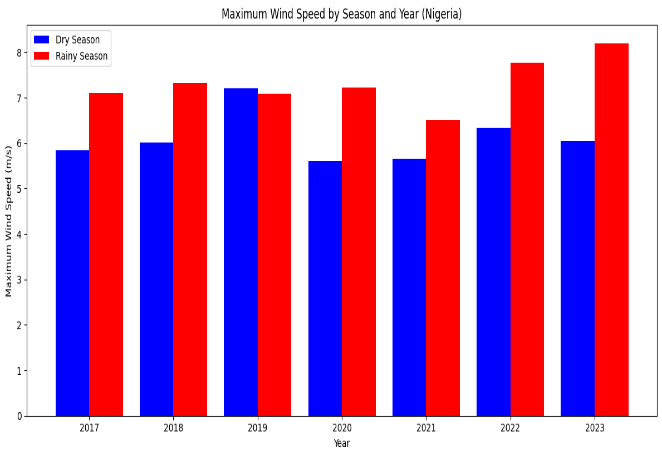 Maximum Wind Speed by Season and Year (Nigeria)
Dry Season
Rainy Season
Maximum Wind Speed (m/s)
8
7
6
5
4
3
2
1
0
2017 2018 2019 2020 2021 2022 2023
Year